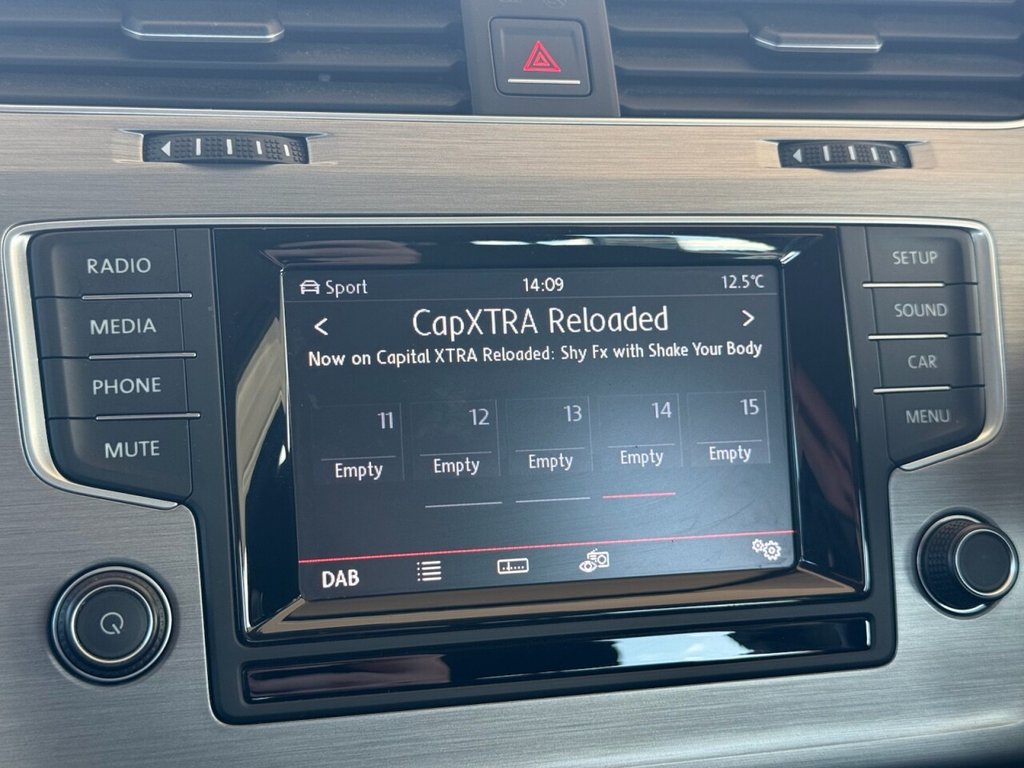 RADIO
MEDIA
PHONE
MUTE
Sport 14:09 12.5°C
< CapXTRA Reloaded >
Now on Capital XTRA Reloaded: Shy Fx with Shake Your Body
11 12 13 14 15
Empty Empty Empty Empty Empty
DAB
SETUP
SOUND
CAR
MENU